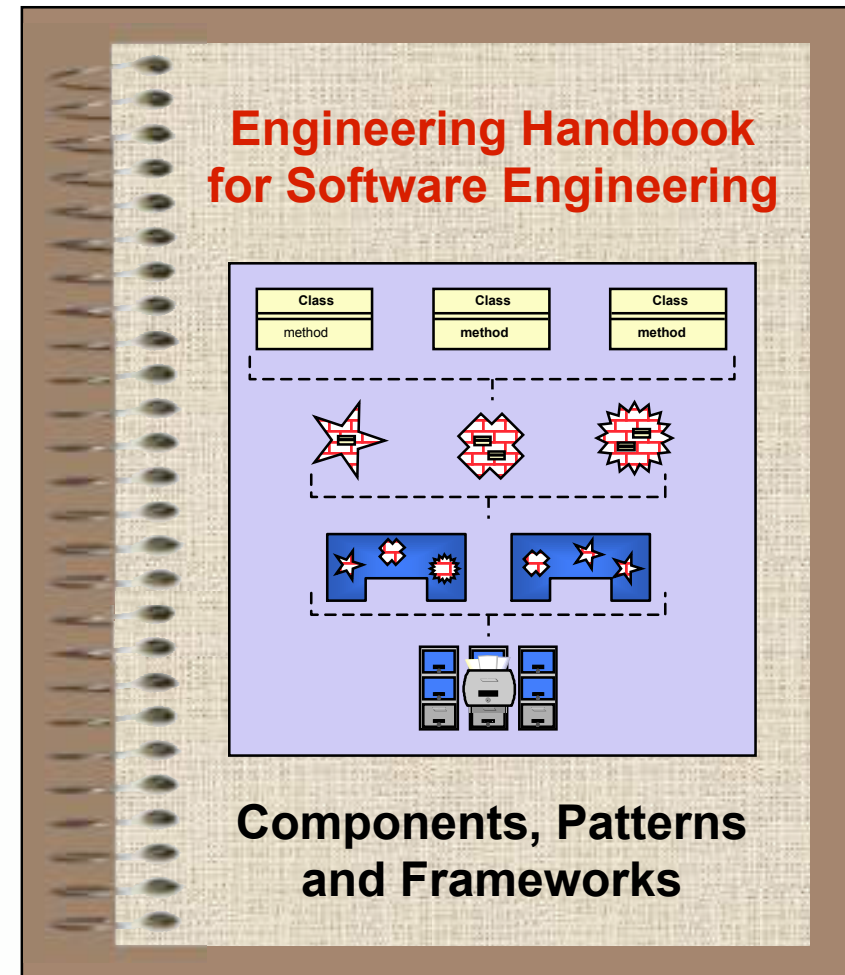 Engineering Handbook
for Software Engineering
Class Class Class
method method method
Components, Patterns
and Frameworks